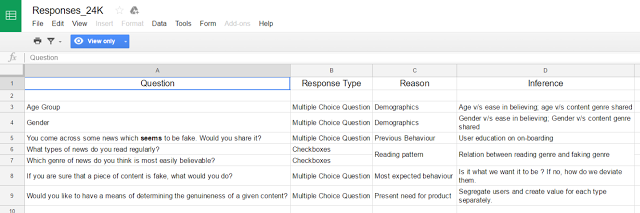 Responses_24K
File Edit View Insert Format Data Tools Form Add-ons Help
View only
fx Question
A B C D
1 Question Response Type Reason Inference
2
3 Age Group Multiple Choice Question Demographics Age v/s ease in believing; age v/s content genre shared
4 Gender Multiple Choice Question Demographics Gender v/s ease in believing; Gender v/s content genre
shared
5 You come across some news which seems to be fake. Would you share it? Multiple Choice Question Previous Behaviour User education on on-boarding
6 What types of news do you read regularly? Checkboxes
Reading pattern Relation between reading genre and faking genre
7 Which genre of news do you think is most easily believable? Checkboxes
8 If you are sure that a piece of content is fake, what would you do? Multiple Choice Question Most expected behaviour Is it what we want it to be ? If no, how do we deviate
them.
9 Would you like to have a means of determining the genuineness of a given content? Multiple Choice Question Present need for product Segregate users and create value for each type
separately.
10